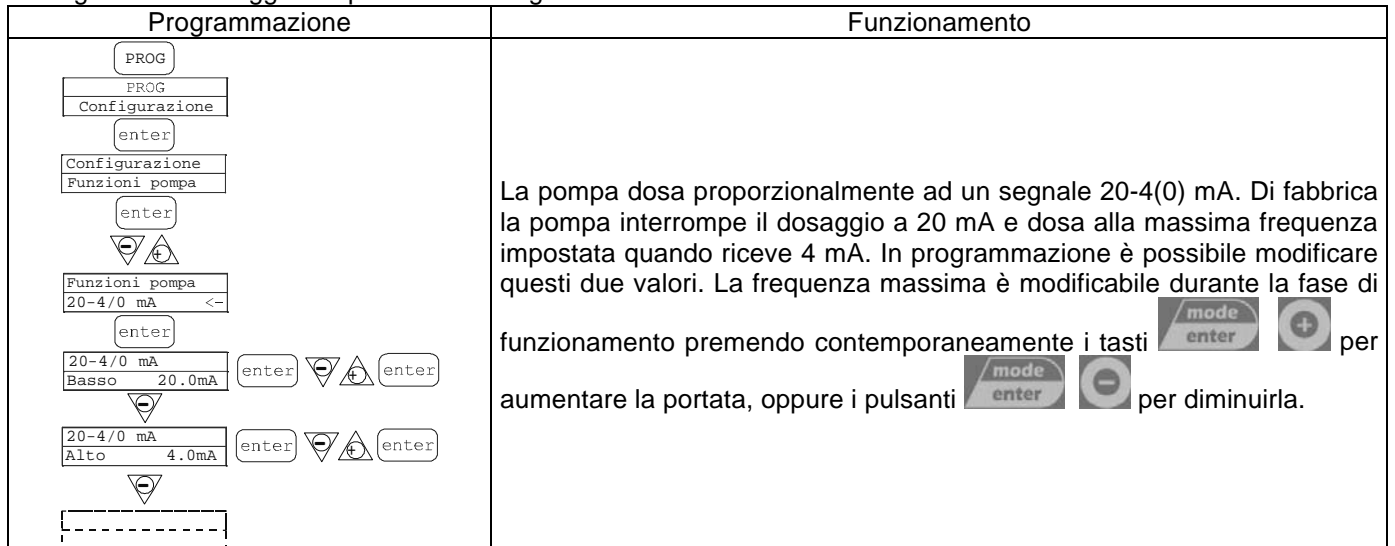 Programmazione
Funzionamento
PROG
PROG
Configurazione
enter
Configurazione
Funzioni pompa
enter
Funzioni pompa
20-4/0 mA <-
enter
20-4/0 mA
Basso 20.0mA
enter
enter
20-4/0 mA
Alto 4.0mA
enter
enter
La pompa dosa proporzionalmente ad un segnale 20-4(0) mA. Di fabbrica
la pompa interrompe il dosaggio a 20 mA e dosa alla massima frequenza
impostata quando riceve 4 mA. In programmazione è possibile modificare
questi due valori. La frequenza massima è modificabile durante la fase di
funzionamento premendo contemporaneamente i tasti mode enter + per
aumentare la portata, oppure i pulsanti mode enter - per diminuirla.